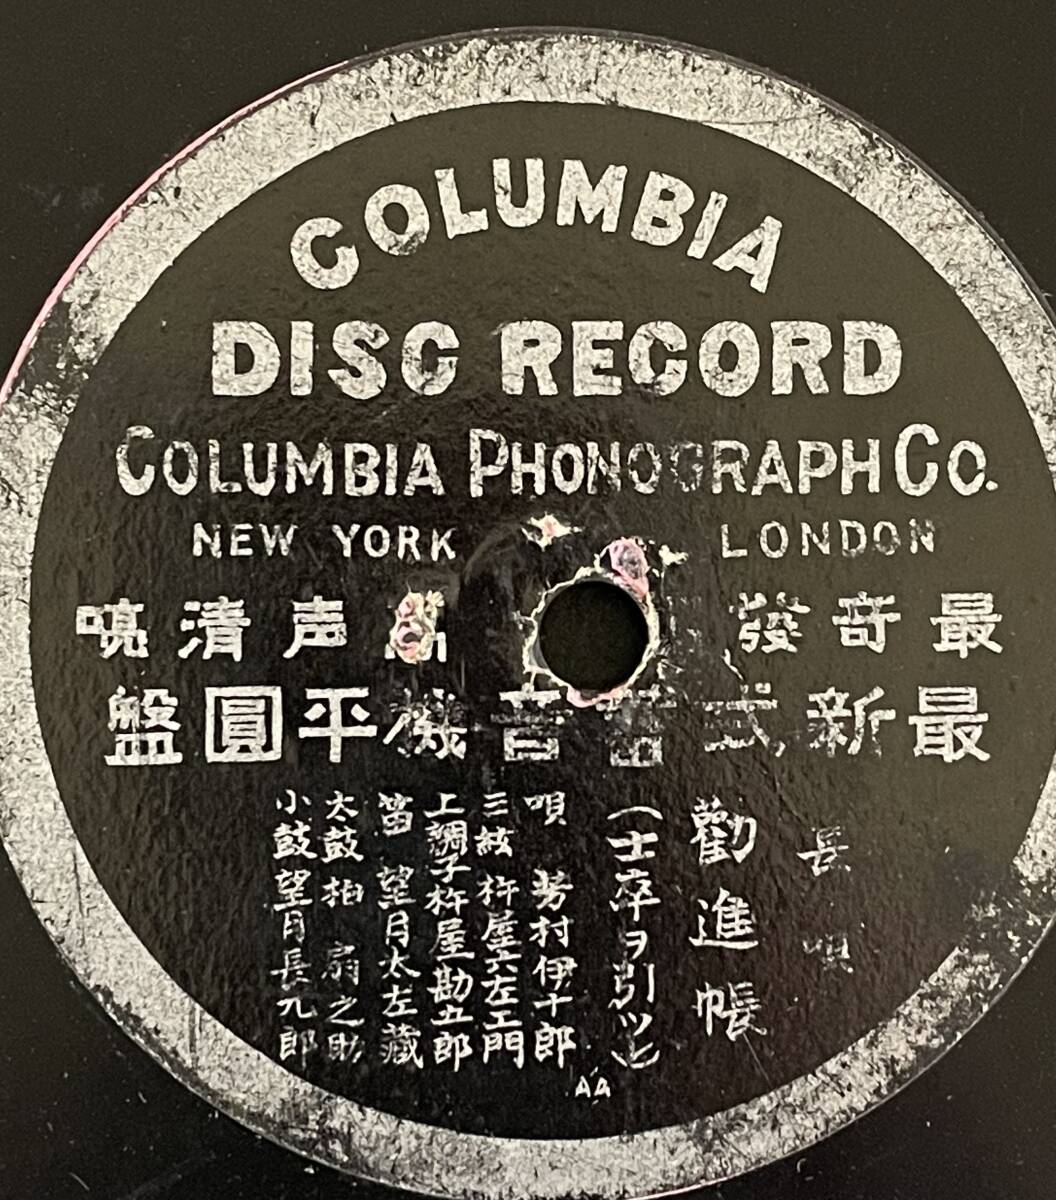 COLUMBIA
DISC RECORD
COLUMBIA PHONOGRAPH CO.
NEW YORK LONDON
最奇發 声清喨
最新式蓄音機平圓盤
長唄
勸進帳
(士卒ヲ引ツ
唄 芳村伊十郎
三絃 杵屋六左エ門
上調子杵屋勘五郎
笛 望月太左藏
太鼓 柏 扇之助
小鼓望月長九郎
AA